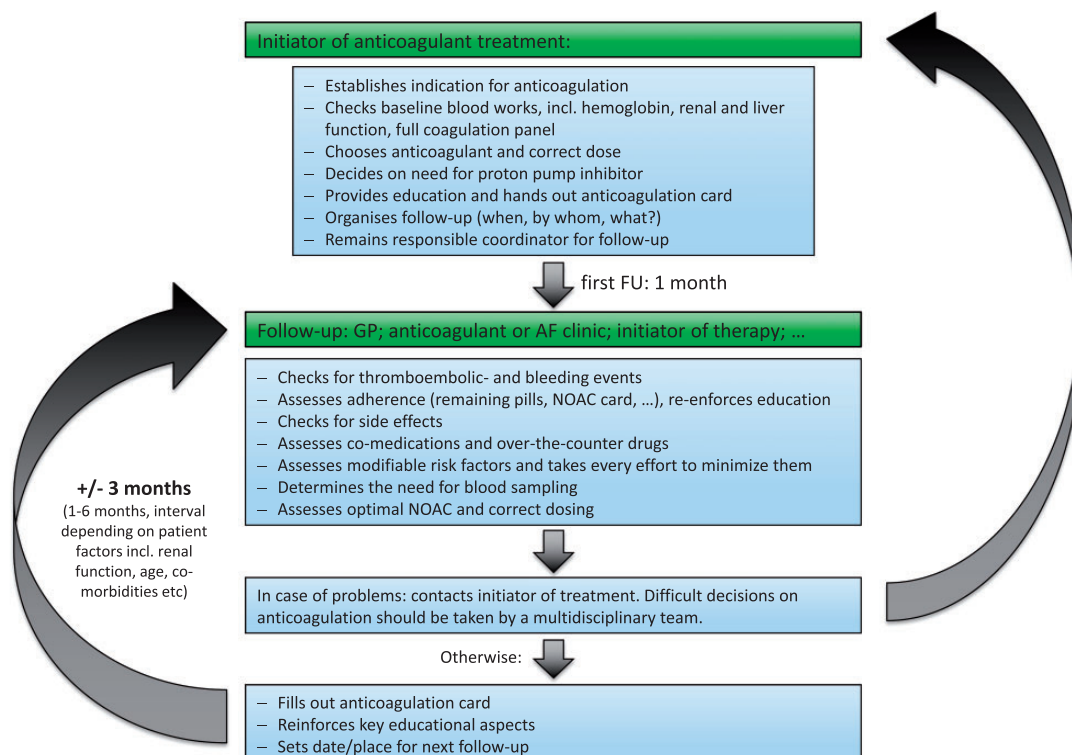 Initiator of anticoagulant treatment:
– Establishes indication for anticoagulation
– Checks baseline blood works, incl. hemoglobin, renal and liver
function, full coagulation panel
– Chooses anticoagulant and correct dose
– Decides on need for proton pump inhibitor
– Provides education and hands out anticoagulation card
– Organises follow-up (when, by whom, what?)
– Remains responsible coordinator for follow-up
first FU: 1 month
Follow-up: GP; anticoagulant or AF clinic; initiator of therapy; ...
– Checks for thromboembolic- and bleeding events
– Assesses adherence (remaining pills, NOAC card, ...), re-enforces education
– Checks for side effects
– Assesses co-medications and over-the-counter drugs
– Assesses modifiable risk factors and takes every effort to minimize them
– Determines the need for blood sampling
– Assesses optimal NOAC and correct dosing
+/- 3 months
(1-6 months, interval
depending on patient
factors incl. renal
function, age, co-
morbidities etc)
In case of problems: contacts initiator of treatment. Difficult decisions on
anticoagulation should be taken by a multidisciplinary team.
Otherwise:
– Fills out anticoagulation card
– Reinforces key educational aspects
– Sets date/place for next follow-up